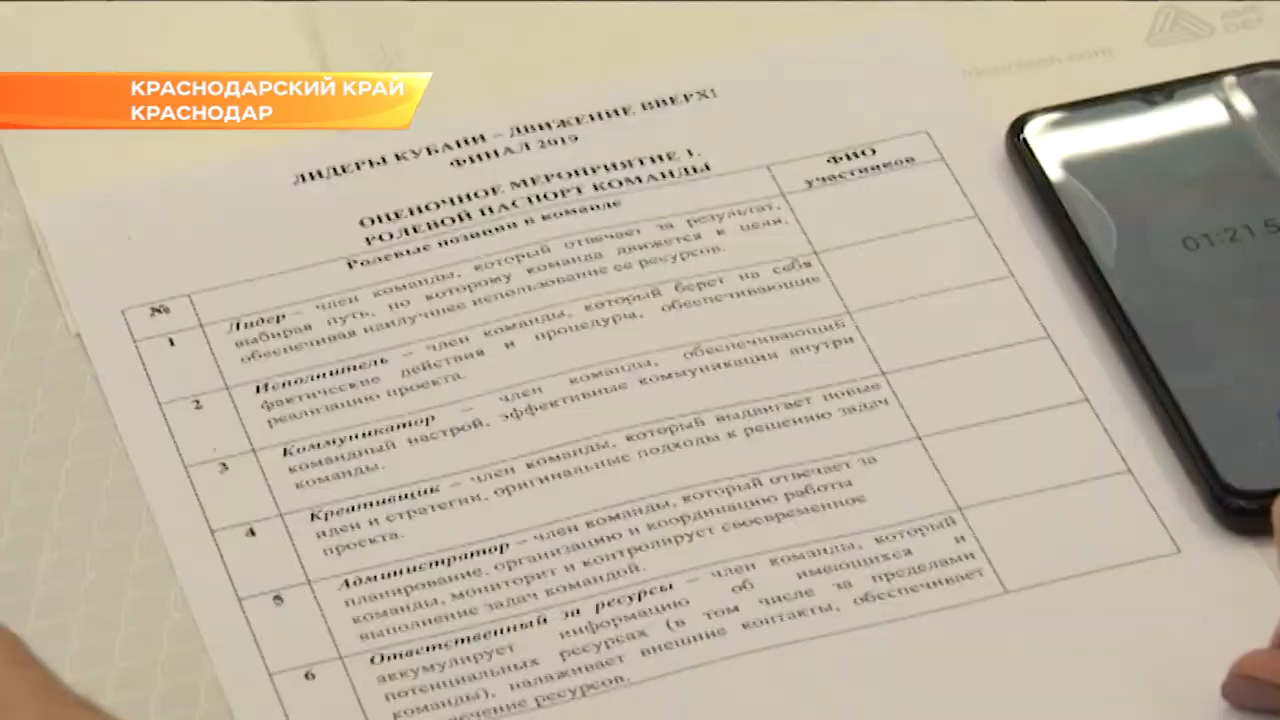 КРАСНОДАРСКИЙ КРАЙ
КРАСНОДАР
ЛИДЕРЫ КУБАНИ – ДВИЖЕНИЕ ВВЕРХ!
ФИНАЛ 2019
ОЦЕНОЧНОЕ МЕРОПРИЯТИЕ 1.
РОЛЕВОЙ ПАСПОРТ КОМАНДЫ
№
Ролевые позиции в команде
ФИО
участников
1
Лидер – член команды, который отвечает за результат,
выбирая путь, по которому команда движется к цели,
обеспечивая наилучшее использование ее ресурсов.
2
Исполнитель – член команды, который берет на себя
фактические действия и процедуры, обеспечивающие
реализацию проекта.
3
Коммуникатор – член команды, обеспечивающий
командный настрой, эффективные коммуникации внутри
команды.
4
Креативщик – член команды, который выдвигает новые
идеи и стратегии, оригинальные подходы к решению задач
проекта.
5
Администратор – член команды, который отвечает за
планирование, организацию и координацию работы
команды, мониторит и контролирует своевременное
выполнение задач командой.
6
Ответственный за ресурсы – член команды, который
аккумулирует информацию об имеющихся и
потенциальных ресурсах (в том числе за пределами
команды), налаживает внешние контакты, обеспечивает
ресурсов.
01:21.5